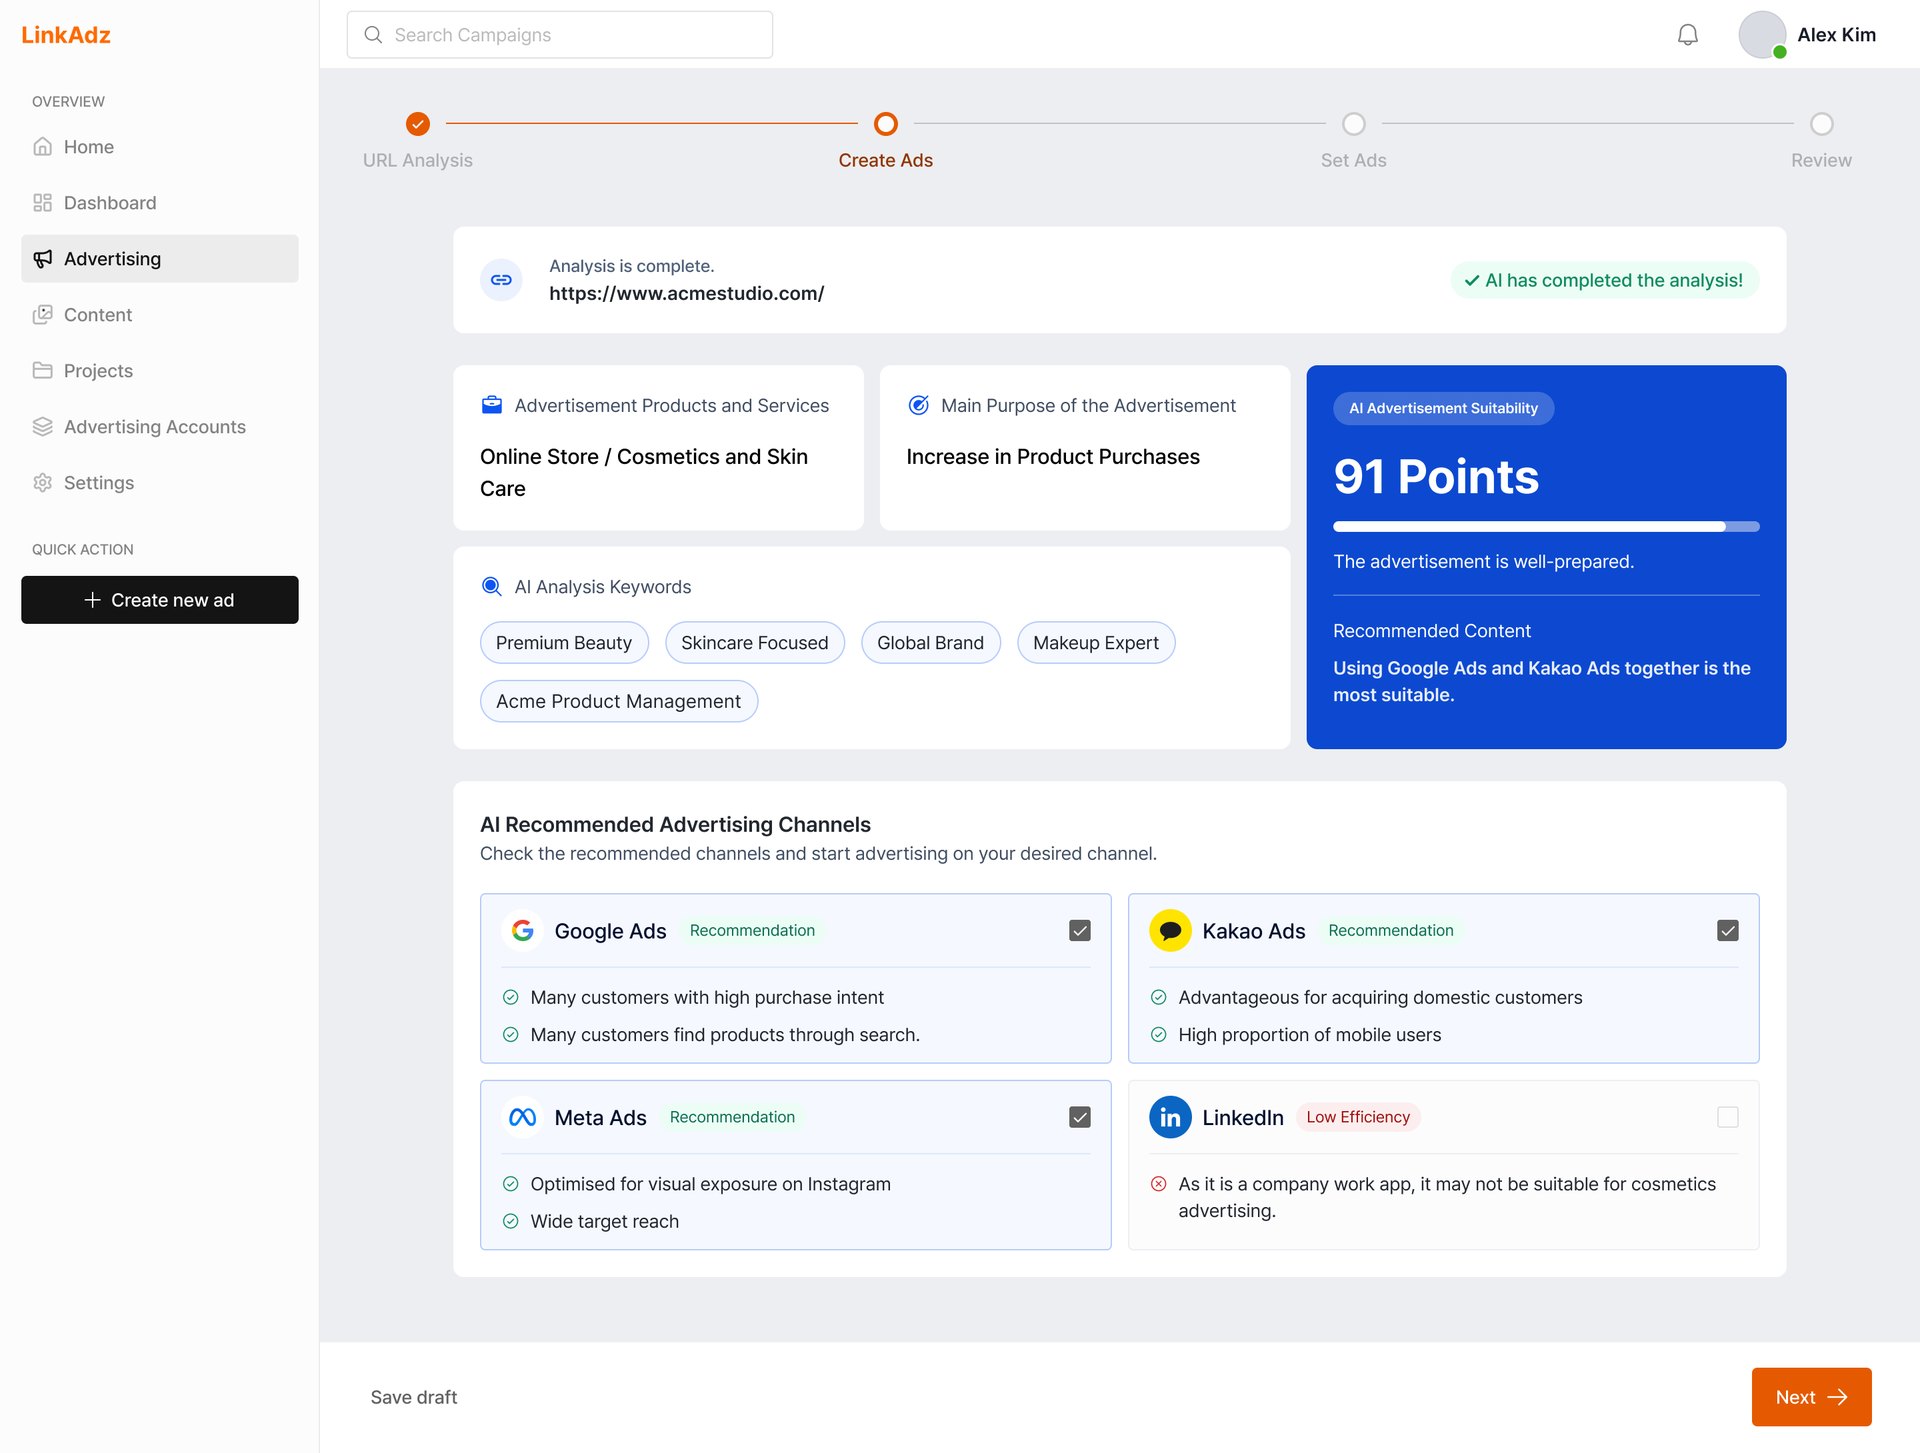 LinkAdz
Search Campaigns
Alex Kim
OVERVIEW
Home
Dashboard
Advertising
Content
Projects
Advertising Accounts
Settings
QUICK ACTION
Create new ad
URL Analysis
Create Ads
Set Ads
Review
Analysis is complete.
https://www.acmestudio.com/
AI has completed the analysis!
Advertisement Products and Services
Online Store / Cosmetics and Skin
Care
Main Purpose of the Advertisement
Increase in Product Purchases
AI Analysis Keywords
Premium Beauty
Skincare Focused
Global Brand
Makeup Expert
Acme Product Management
AI Advertisement Suitability
91 Points
The advertisement is well-prepared.
Recommended Content
Using Google Ads and Kakao Ads together is the
most suitable.
AI Recommended Advertising Channels
Check the recommended channels and start advertising on your desired channel.
Google Ads
Recommendation
Many customers with high purchase intent
Many customers find products through search.
Kakao Ads
Recommendation
Advantageous for acquiring domestic customers
High proportion of mobile users
Meta Ads
Recommendation
Optimised for visual exposure on Instagram
Wide target reach
in
LinkedIn
Low Efficiency
As it is a company work app, it may not be suitable for cosmetics
advertising.
Save draft
Next